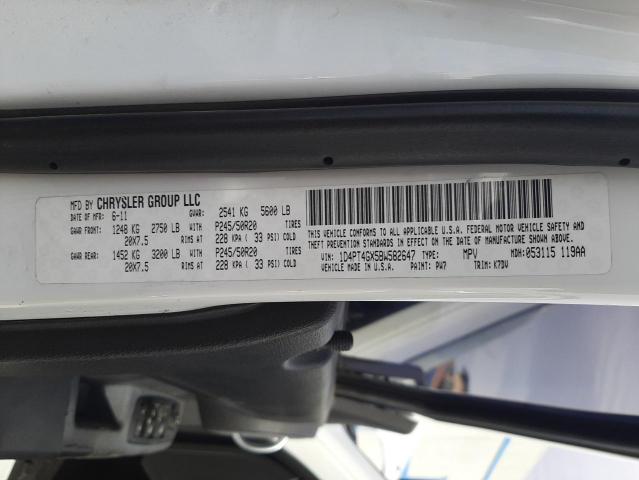 MFD BY CHRYSLER GROUP LLC
DATE OF MFR: 6-11 GVWR: 2541 KG 5600 LB
GAWR FRONT: 1248 KG 2750 LB WITH P245/50R20 TIRES
20X7.5 RIMS AT 228 KPA ( 33 PSI) COLD
GAWR REAR: 1452 KG 3200 LB WITH P245/50R20 TIRES
20X7.5 RIMS AT 228 KPA ( 33 PSI) COLD
THIS VEHICLE CONFORMS TO ALL APPLICABLE U.S.A. FEDERAL MOTOR VEHICLE SAFETY AND
THEFT PREVENTION STANDARDS IN EFFECT ON THE DATE OF MANUFACTURE SHOWN ABOVE.
VIN: 1D4PT4GX5BW582647 TYPE: MPV MDH: 053115 119AA
VEHICLE MADE IN U.S.A. PAINT: PW7 TRIM: K7DV